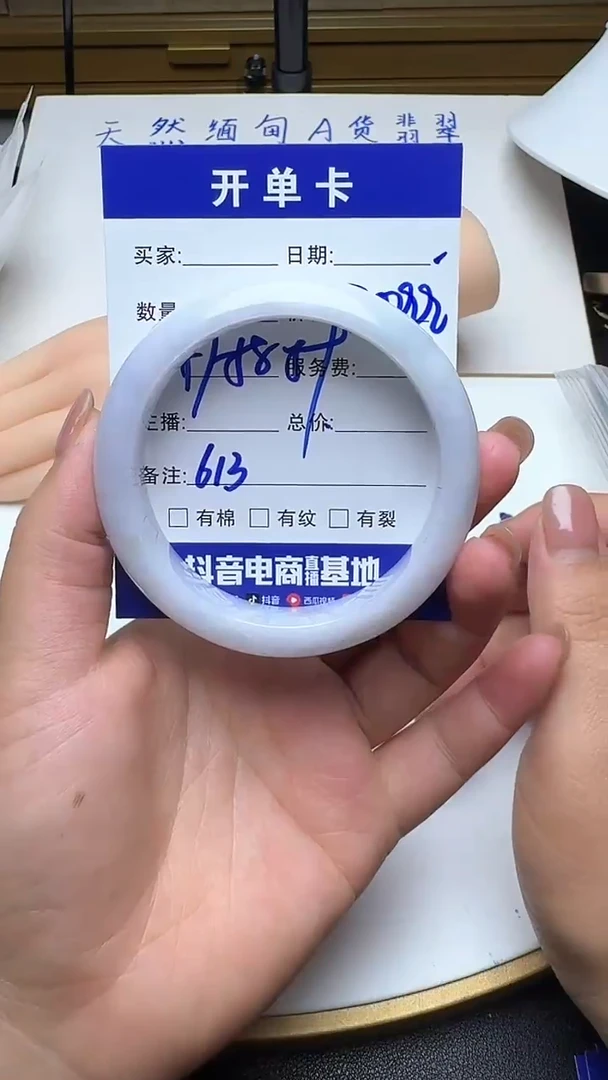 天然缅甸A货翡翠
开单卡
买家: 日期:
数量
服务费:
主播: 总价:
备注: 613
□有棉 □有纹 □有裂
抖音电商直播基地
抖音 西瓜视频